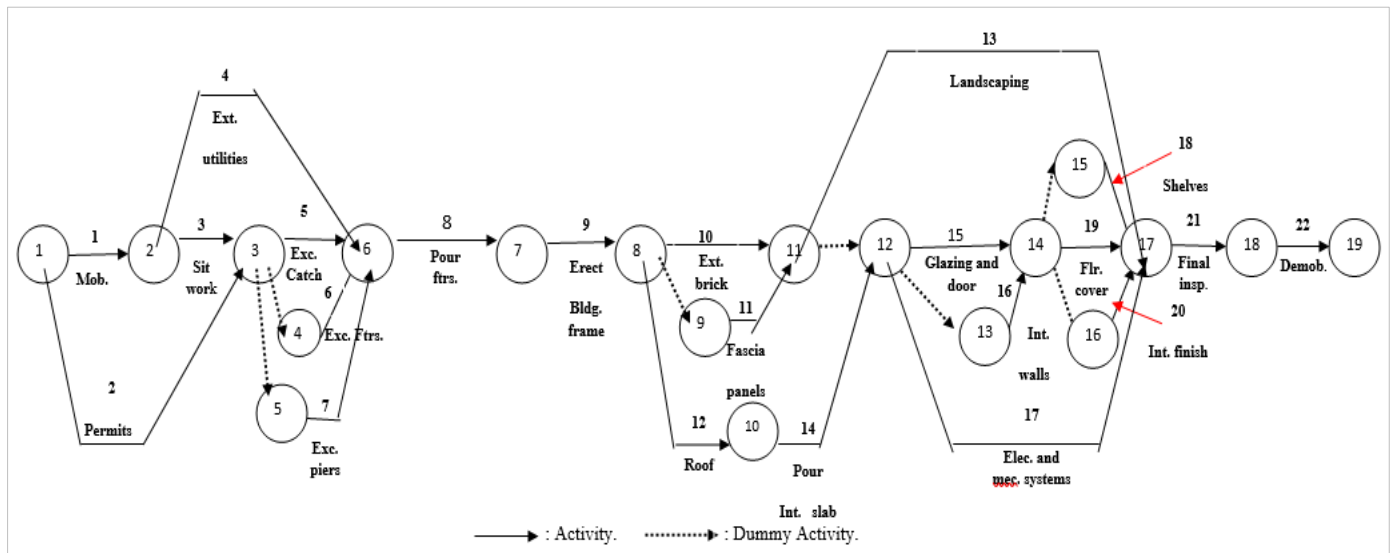 13
4
Landscaping
Ext.
utilities
18
15
Shelves
5
8
9
10
15
19
21
22
1
3
1
2
3
6
7
8
11
12
14
17
18
19
Mob.
Sit
work
Exc.
Catch
Pour
ftrs.
Erect
Bldg.
frame
Ext.
brick
Glazing and
door
Flr.
cover
Final
insp.
Demob.
6
4
Exc. Ftrs.
9
11
Fascia
panels
16
13
Int.
walls
16
20
Int. finish
2
Permits
5
7
Exc.
piers
12
10
14
Roof
Pour
Int. slab
17
Elec. and
mec. systems
: Activity.
: Dummy Activity.